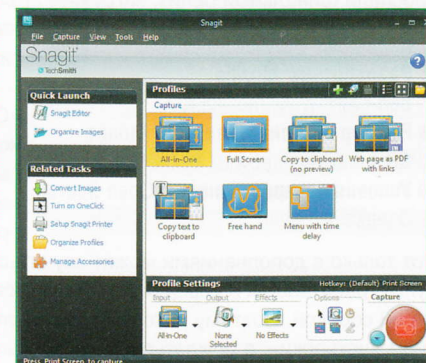 Snagit
File Capture View Tools Help
Snagit
TechSmith
Quick Launch
Snagit Editor
Organize Images
Related Tasks
Convert Images
Turn on OneClick
Setup Snagit Printer
Organize Profiles
Manage Accessories
Profiles
Capture
All-in-One
Full Screen
Copy to clipboard
(no preview)
Web page as PDF
with links
Copy text to
clipboard
Free hand
Menu with time
delay
Profile Settings
Hotkey: (Default) Print Screen
Input
Output
Effects
Options
Capture
All-in-One
None
Selected
No Effects
Press Print Screen to capture